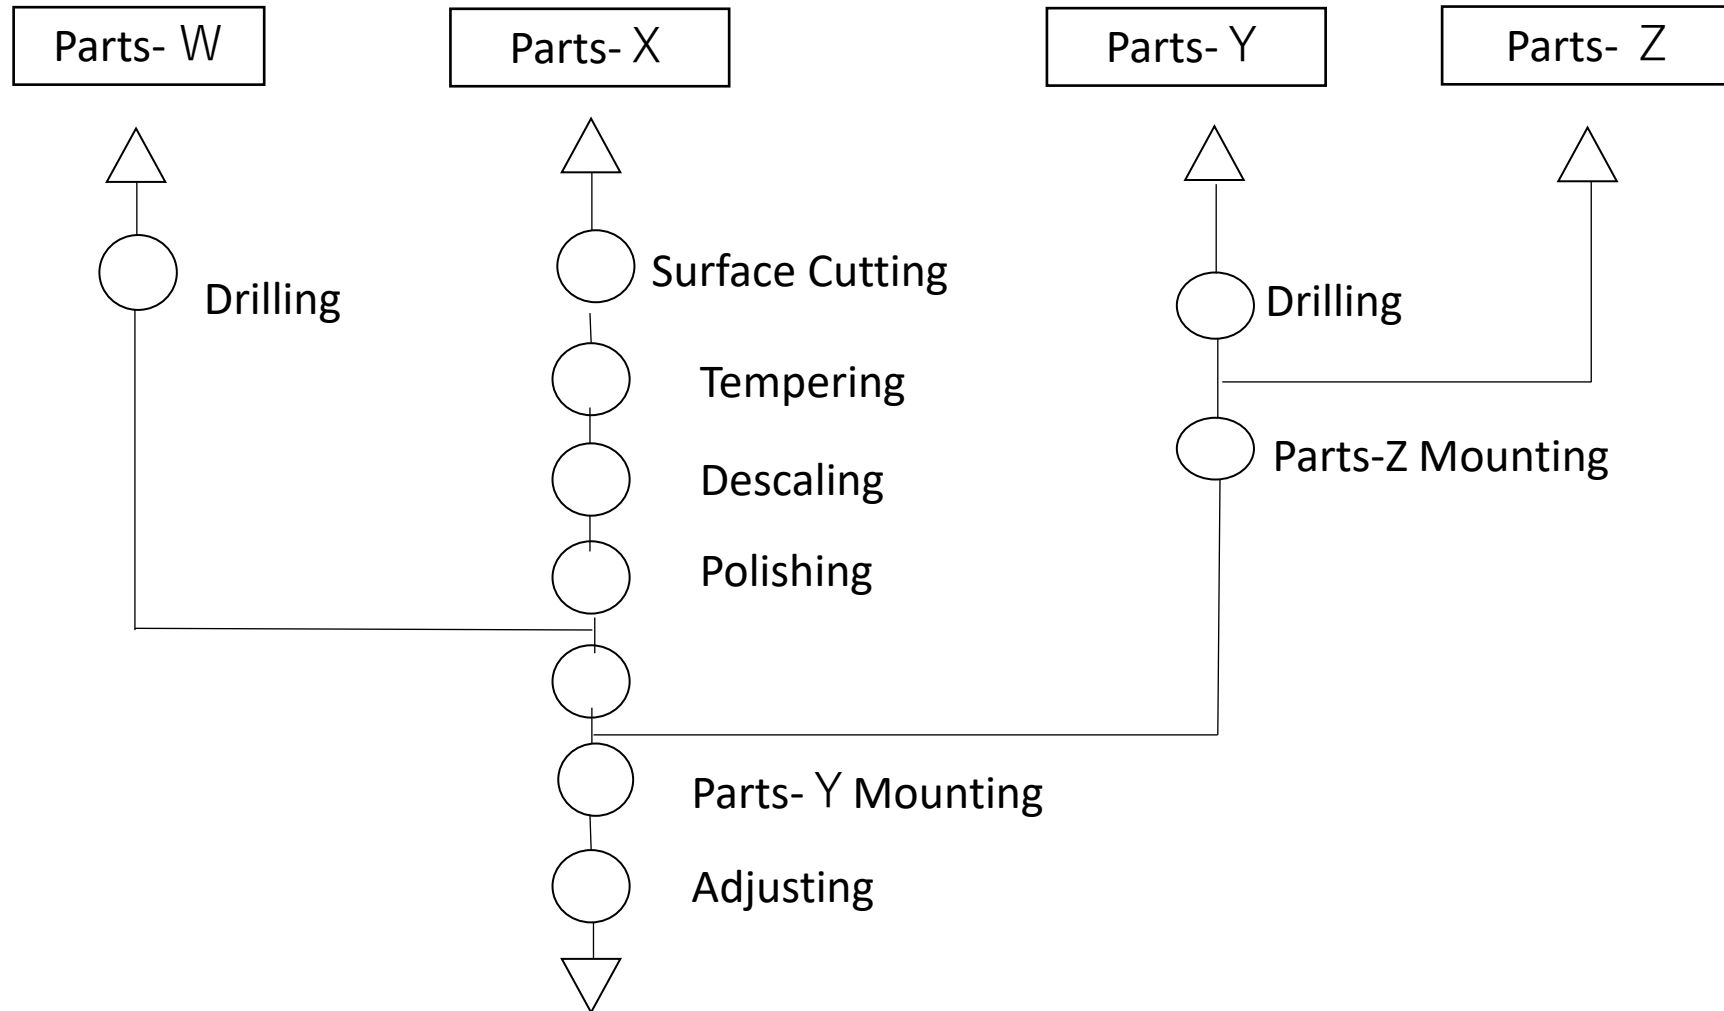 Parts- W
Parts- X
Parts- Y
Parts- Z
Drilling
Surface Cutting
Drilling
Tempering
Parts-Z Mounting
Descaling
Polishing
Parts- Y Mounting
Adjusting